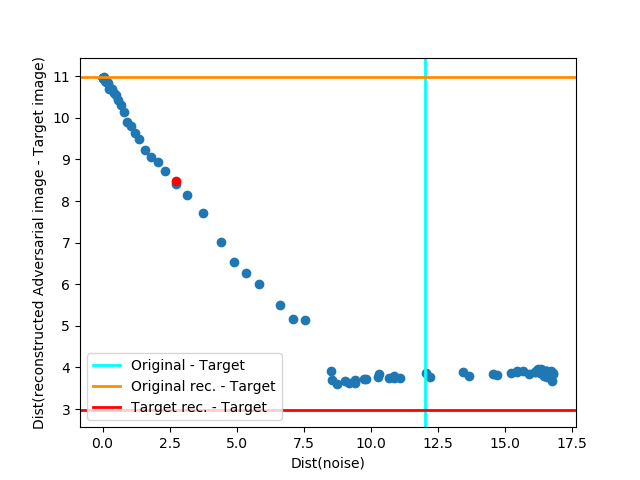 Dist(reconstructed Adversarial image - Target image)
11
10
9
8
7
6
5
4
3
Original - Target
Original rec. - Target
Target rec. - Target
0.0 2.5 5.0 7.5 10.0 12.5 15.0 17.5
Dist(noise)